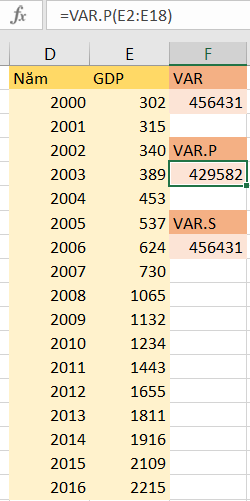 fx =VAR.P(E2:E18)
D E F
Năm GDP VAR
2000 302 456431
2001 315
2002 340 VAR.P
2003 389 429582
2004 453
2005 537 VAR.S
2006 624 456431
2007 730
2008 1065
2009 1132
2010 1234
2011 1443
2012 1655
2013 1811
2014 1916
2015 2109
2016 2215